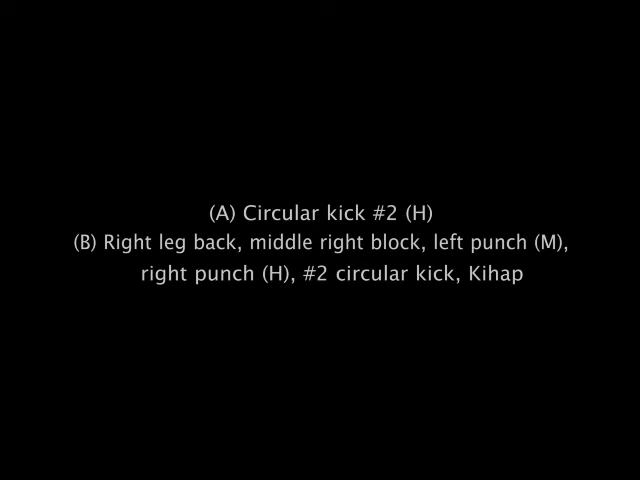 (A) Circular kick #2 (H)
(B) Right leg back, middle right block, left punch (M),
right punch (H), #2 circular kick, Kihap